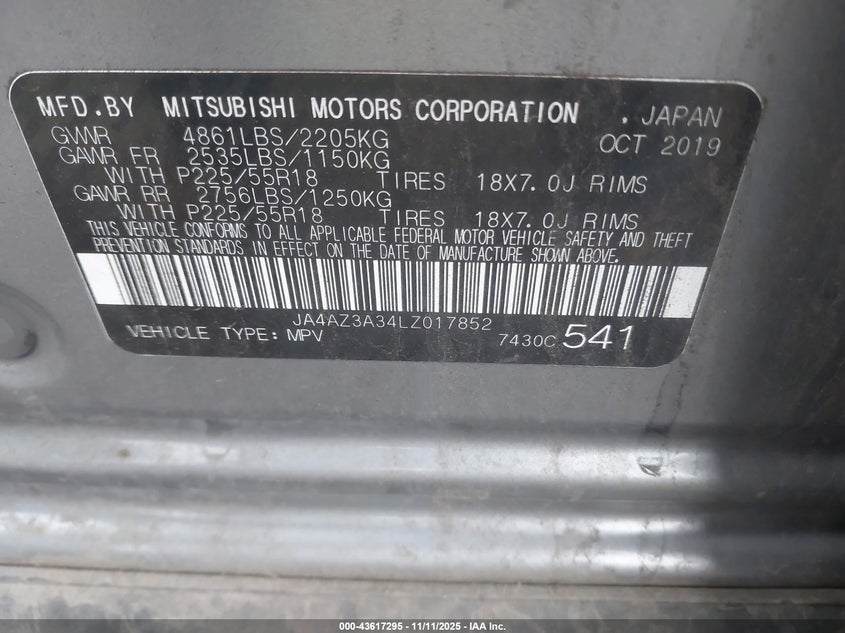 MFD.BY MITSUBISHI MOTORS CORPORATION . JAPAN
GVWR 4861LBS/2205KG OCT 2019
GAWR FR 2535LBS/1150KG
WITH P225/55R18 TIRES 18X7.0J RIMS
GAWR RR 2756LBS/1250KG
WITH P225/55R18 TIRES 18X7.0J RIMS
THIS VEHICLE CONFORMS TO ALL APPLICABLE FEDERAL MOTOR VEHICLE SAFETY AND THEFT
PREVENTION STANDARDS IN EFFECT ON THE DATE OF MANUFACTURE SHOWN ABOVE.
JA4AZ3A34LZ017852
VEHICLE TYPE: MPV 7430C 541
000-43617295 - 11/11/2025 - IAA Inc.